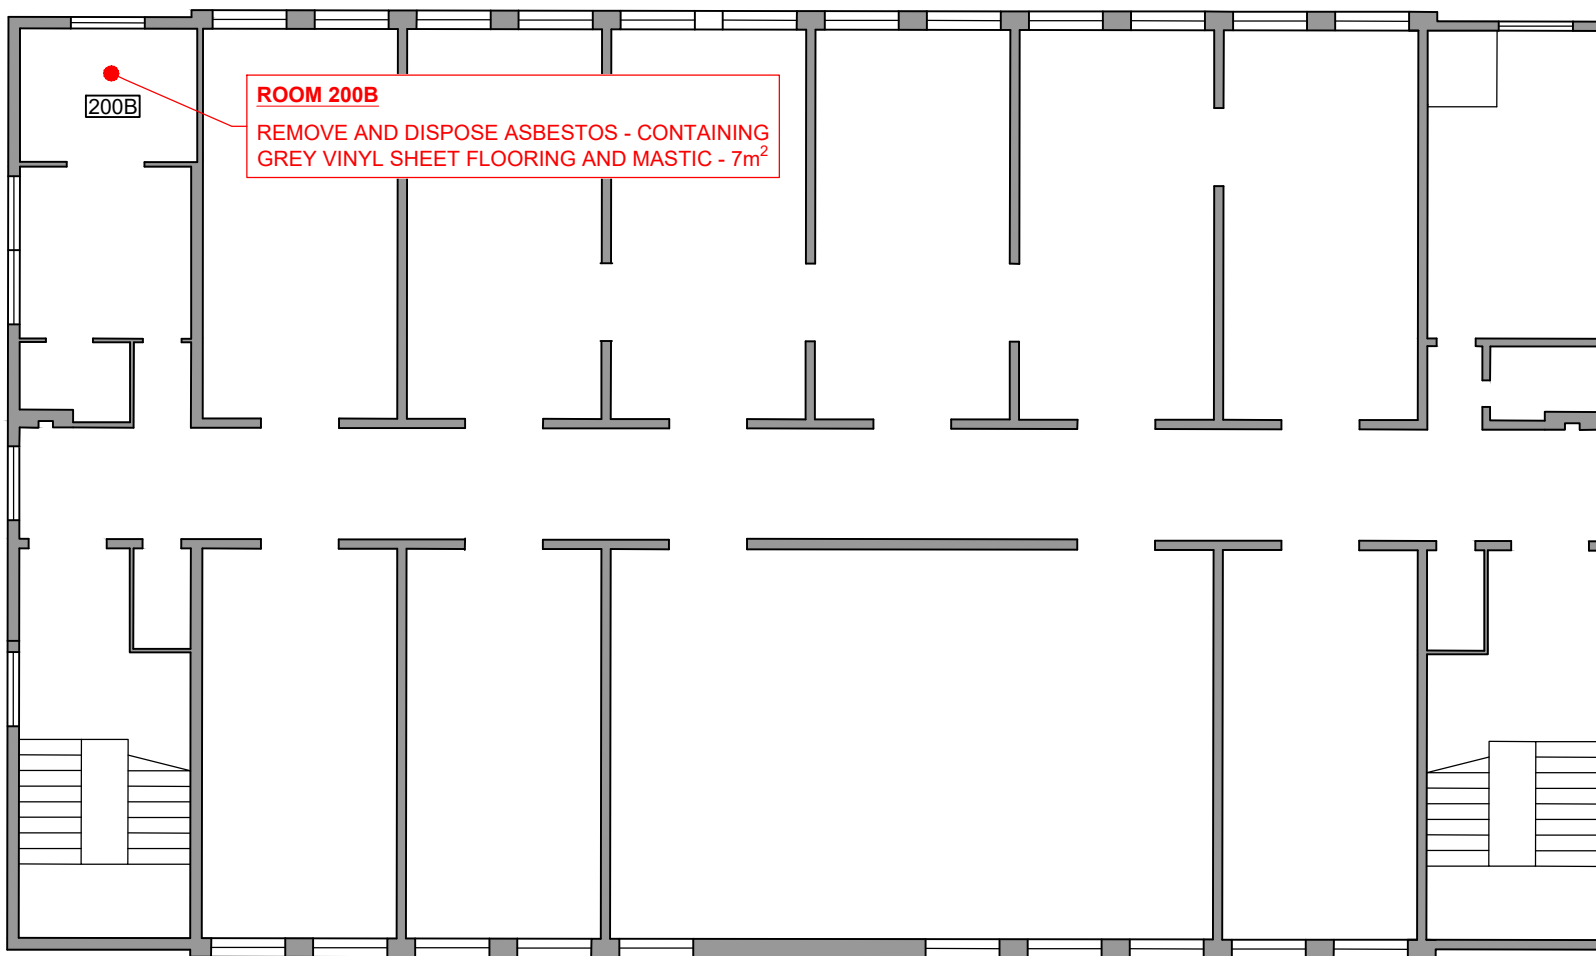 200B
ROOM 200B
REMOVE AND DISPOSE ASBESTOS - CONTAINING
GREY VINYL SHEET FLOORING AND MASTIC - 7m²